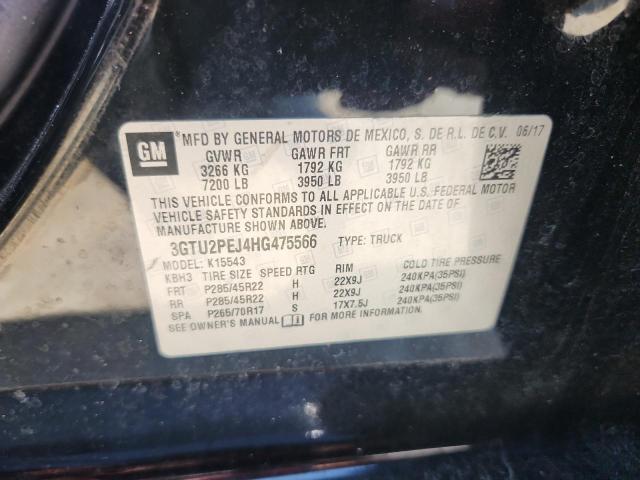 GM
® MFD BY GENERAL MOTORS DE MEXICO, S. DE R.L. DE C.V. 06/17
GVWR GAWR FRT GAWR RR
3266 KG 1792 KG 1792 KG
7200 LB 3950 LB 3950 LB
THIS VEHICLE CONFORMS TO ALL APPLICABLE U.S. FEDERAL MOTOR
VEHICLE SAFETY STANDARDS IN EFFECT ON THE DATE OF
MANUFACTURE SHOWN ABOVE.
3GTU2PEJ4HG475566 TYPE: TRUCK
MODEL: K15543
KBH3 TIRE SIZE SPEED RTG RIM COLD TIRE PRESSURE
FRT P285/45R22 H 22X9J 240KPA(35PSI)
RR P285/45R22 H 22X9J 240KPA(35PSI)
SPA P265/70R17 S 17X7.5J 240KPA(35PSI)
SEE OWNER'S MANUAL FOR MORE INFORMATION.